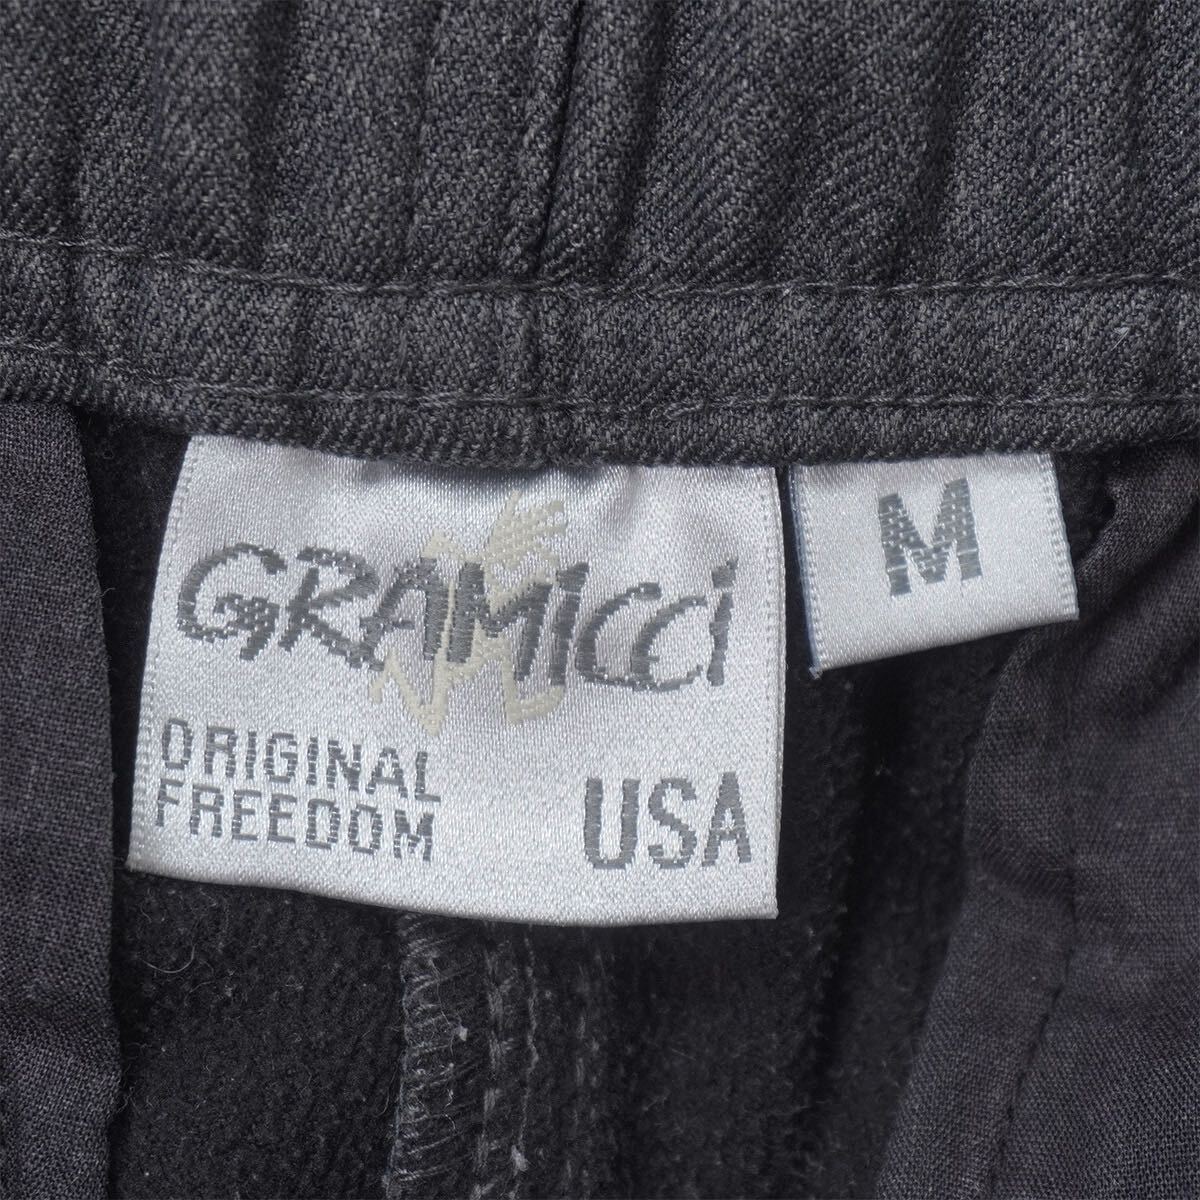 GRAMICCi
M
ORIGINAL
FREEDOM
USA